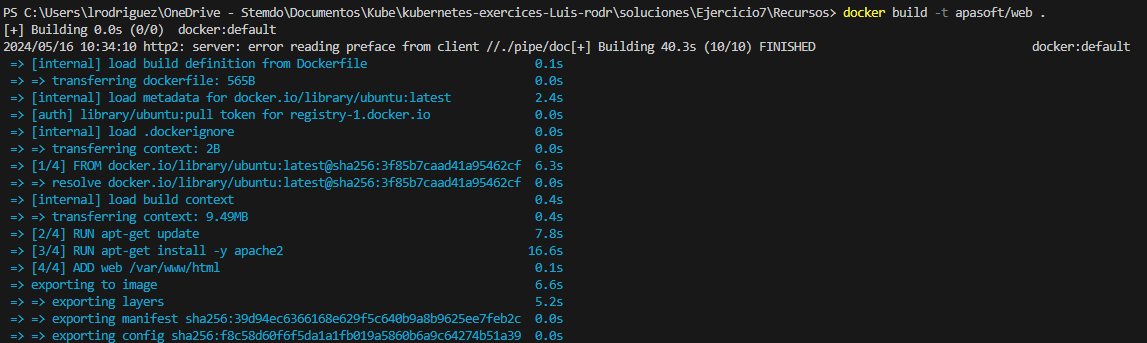 PS C:\Users\lrodriguez\OneDrive - Stemdo\Documentos\Kube\kubernetes-exercices-Luis-rodr\soluciones\Ejercicio7\Recursos> docker build -t apasoft/web .
[+] Building 0.0s (0/0)  docker:default
2024/05/16 10:34:10 http2: server: error reading preface from client //./pipe/doc[+] Building 40.3s (10/10) FINISHED docker:default
=> [internal] load build definition from Dockerfile 0.1s
=> => transferring dockerfile: 565B 0.0s
=> [internal] load metadata for docker.io/library/ubuntu:latest 2.4s
=> [auth] library/ubuntu:pull token for registry-1.docker.io 0.0s
=> [internal] load .dockerignore 0.0s
=> => transferring context: 2B 0.0s
=> [1/4] FROM docker.io/library/ubuntu:latest@sha256:3f85b7caad41a95462cf 6.3s
=> => resolve docker.io/library/ubuntu:latest@sha256:3f85b7caad41a95462cf 0.0s
=> [internal] load build context 0.4s
=> => transferring context: 9.49MB 0.4s
=> [2/4] RUN apt-get update 7.8s
=> [3/4] RUN apt-get install -y apache2 16.6s
=> [4/4] ADD web /var/www/html 0.1s
=> exporting to image 6.6s
=> => exporting layers 5.2s
=> => exporting manifest sha256:39d94ec6366168e629f5c640b9a8b9625ee7feb2c 0.0s
=> => exporting config sha256:f8c58d60f6f5da1a1fb019a5860b6a9c64274b51a39 0.0s